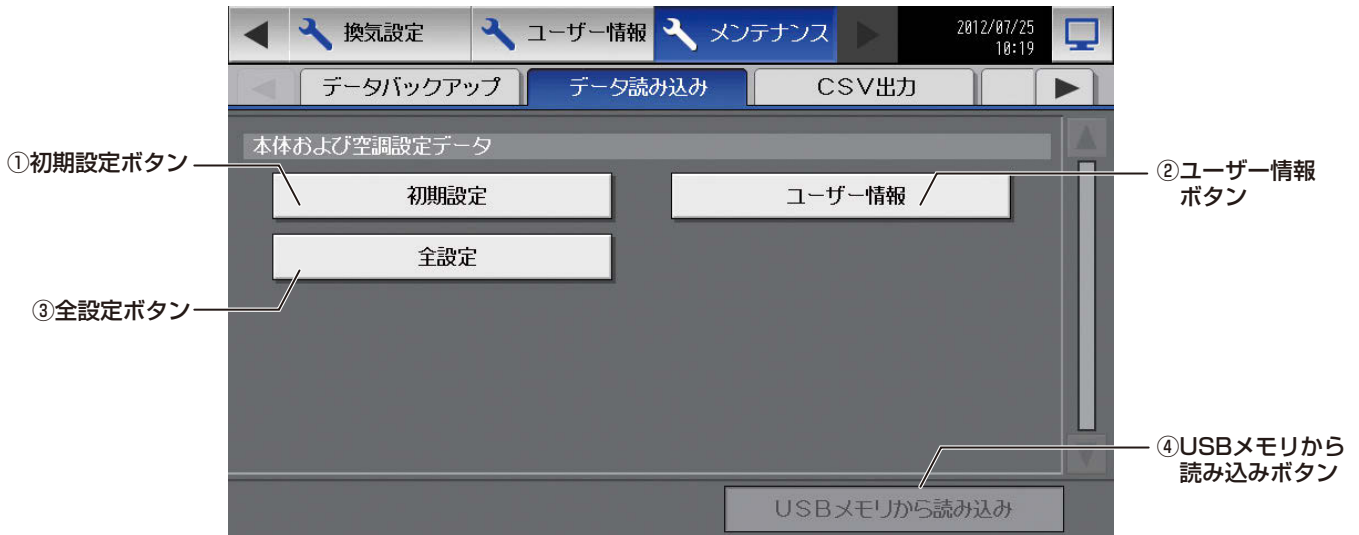 換気設定 ユーザー情報 メンテナンス 2012/07/25
10:19
データバックアップ データ読み込み CSV出力
本体および空調設定データ
①初期設定ボタン
初期設定 ユーザー情報
②ユーザー情報
ボタン
全設定
③全設定ボタン
④USBメモリから
読み込みボタン
USBメモリから読み込み